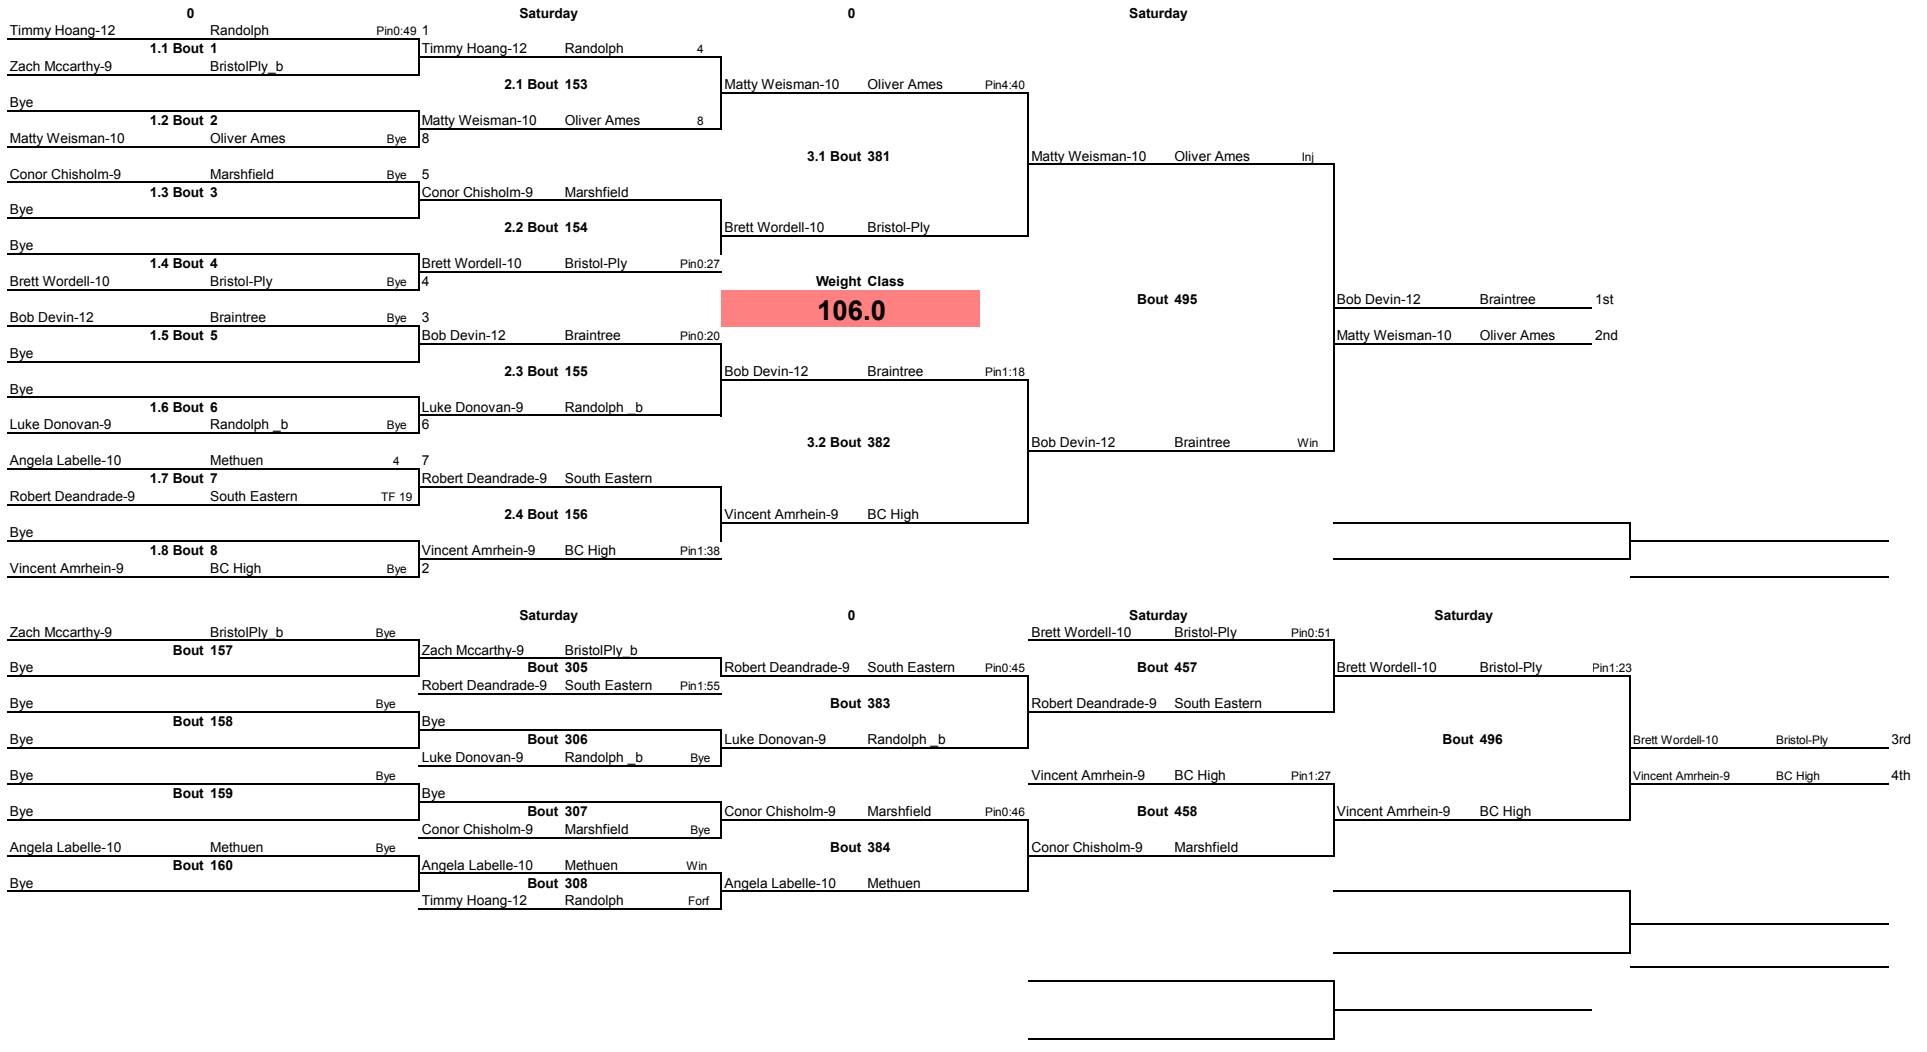 0 Saturday 0 Saturday
Timmy Hoang-12 Randolph Pin0:49 1
1.1 Bout 1 Timmy Hoang-12 Randolph 4
Zach Mccarthy-9 BristolPly_b
2.1 Bout 153 Matty Weisman-10 Oliver Ames Pin4:40
Bye
1.2 Bout 2 Matty Weisman-10 Oliver Ames 8
Matty Weisman-10 Oliver Ames Bye 8
3.1 Bout 381 Matty Weisman-10 Oliver Ames Inj
Conor Chisholm-9 Marshfield Bye 5
1.3 Bout 3 Conor Chisholm-9 Marshfield
Bye
2.2 Bout 154 Brett Wordell-10 Bristol-Ply
Bye
1.4 Bout 4 Brett Wordell-10 Bristol-Ply Pin0:27
Brett Wordell-10 Bristol-Ply Bye 4 Weight Class
106.0 Bout 495 Bob Devin-12 Braintree 1st
Bob Devin-12 Braintree Bye 3
1.5 Bout 5 Bob Devin-12 Braintree Pin0:20 Matty Weisman-10 Oliver Ames 2nd
Bye
2.3 Bout 155 Bob Devin-12 Braintree Pin1:18
Bye
1.6 Bout 6 Luke Donovan-9 Randolph _b
Luke Donovan-9 Randolph _b Bye 6
3.2 Bout 382 Bob Devin-12 Braintree Win
Angela Labelle-10 Methuen 4 7
1.7 Bout 7 Robert Deandrade-9 South Eastern
Robert Deandrade-9 South Eastern TF 19
2.4 Bout 156 Vincent Amrhein-9 BC High
Bye
1.8 Bout 8 Vincent Amrhein-9 BC High Pin1:38
Vincent Amrhein-9 BC High Bye 2
Saturday 0 Saturday Saturday
Zach Mccarthy-9 BristolPly_b Bye Brett Wordell-10 Bristol-Ply Pin0:51
Bout 157 Zach Mccarthy-9 BristolPly_b
Bye Bout 305 Robert Deandrade-9 South Eastern Pin0:45 Bout 457 Brett Wordell-10 Bristol-Ply Pin1:23
Robert Deandrade-9 South Eastern Pin1:55
Bye Bye Bout 383 Robert Deandrade-9 South Eastern
Bout 158 Bye
Bye Bout 306 Luke Donovan-9 Randolph _b Bout 496 Brett Wordell-10 Bristol-Ply 3rd
Luke Donovan-9 Randolph _b Bye
Bye Bye Vincent Amrhein-9 BC High Pin1:27 Vincent Amrhein-9 BC High 4th
Bout 159 Bye
Bye Bout 307 Conor Chisholm-9 Marshfield Pin0:46 Bout 458 Vincent Amrhein-9 BC High
Conor Chisholm-9 Marshfield Bye
Angela Labelle-10 Methuen Bye Bout 384 Conor Chisholm-9 Marshfield
Bout 160 Angela Labelle-10 Methuen Win
Bye Bout 308 Angela Labelle-10 Methuen
Timmy Hoang-12 Randolph Forf